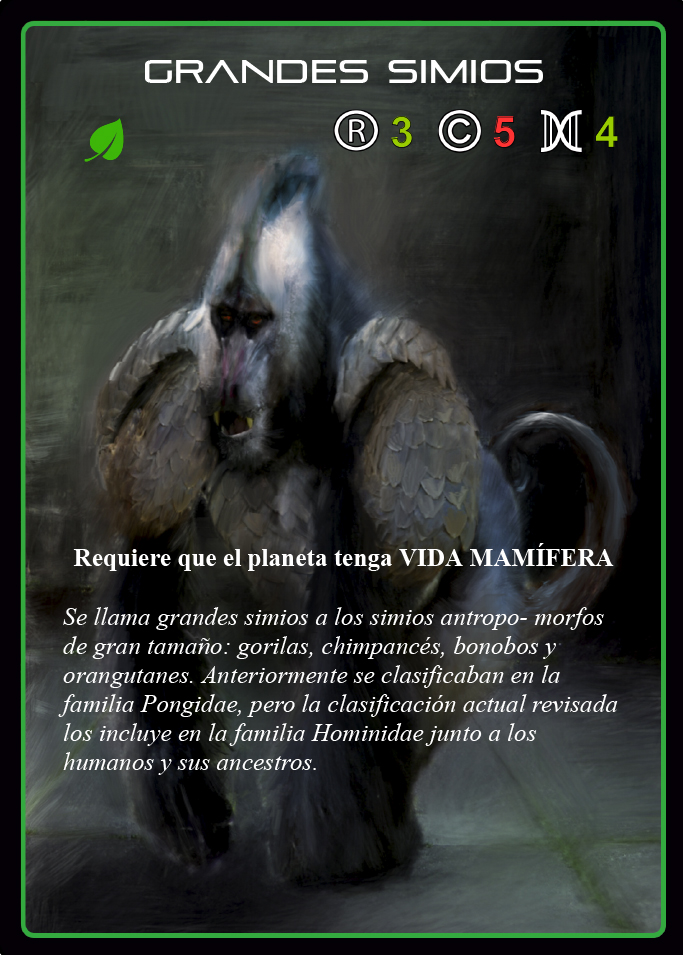 GRANDES SIMIOS
® 3 © 5 4
Requiere que el planeta tenga VIDA MAMÍFERA
Se llama grandes simios a los simios antropo- morfos
de gran tamaño: gorilas, chimpancés, bonobos y
orangutanes. Anteriormente se clasificaban en la
familia Pongidae, pero la clasificación actual revisada
los incluye en la familia Hominidae junto a los
humanos y sus ancestros.